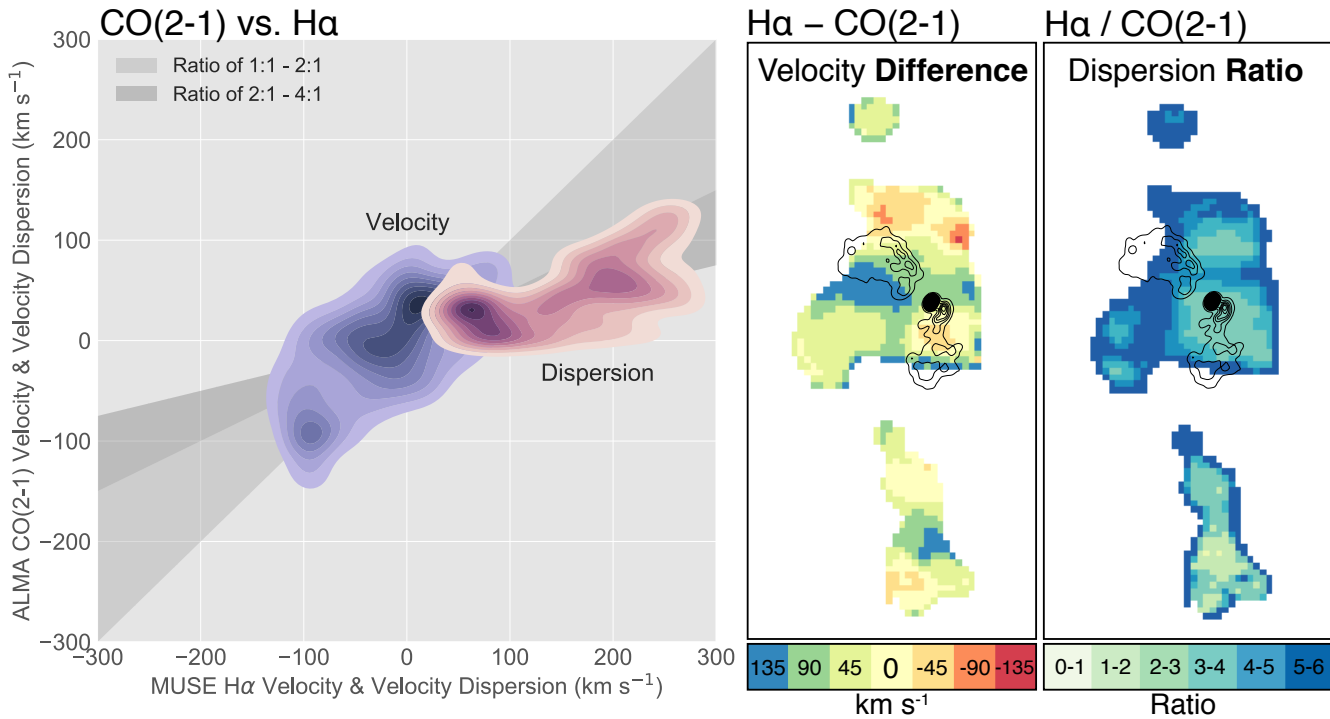 CO(2-1) vs. Hα
Hα − CO(2-1)
Hα / CO(2-1)
Ratio of 1:1 - 2:1
Ratio of 2:1 - 4:1
Velocity
Dispersion
ALMA CO(2-1) Velocity & Velocity Dispersion (km s⁻¹)
300
200
100
0
−100
−200
−300
−300 −200 −100 0 100 200 300
MUSE Hα Velocity & Velocity Dispersion (km s⁻¹)
Velocity Difference
135 90 45 0 -45 -90 -135
km s⁻¹
Dispersion Ratio
0-1 1-2 2-3 3-4 4-5 5-6
Ratio